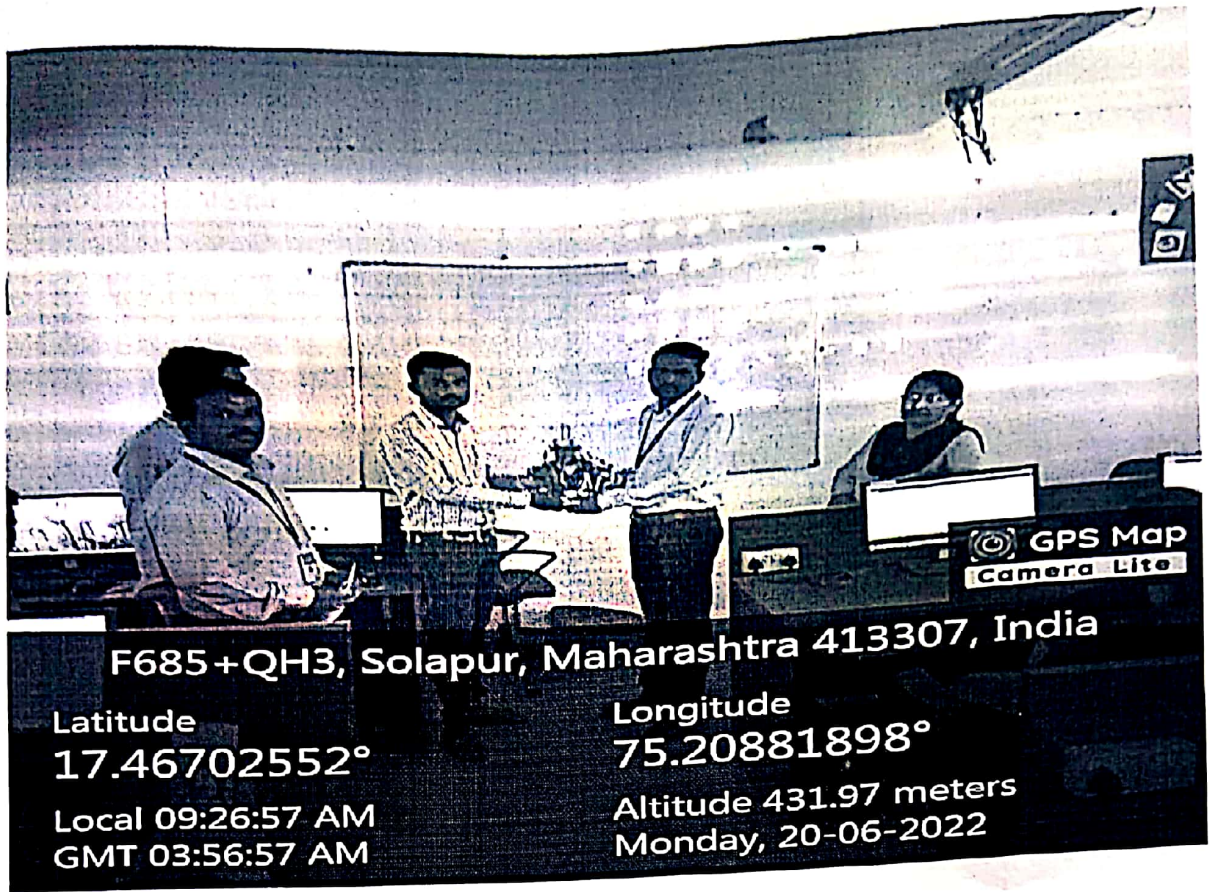 GPS Map
Camera Lite
F685+QH3, Solapur, Maharashtra 413307, India
Latitude
17.46702552°
Longitude
75.20881898°
Local 09:26:57 AM
GMT 03:56:57 AM
Altitude 431.97 meters
Monday, 20-06-2022